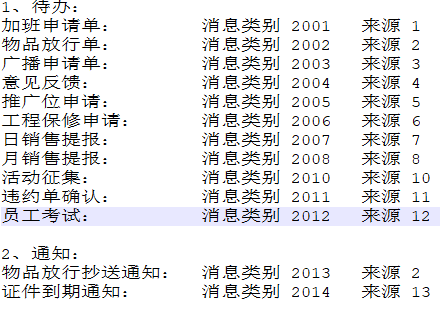 1、待办:
加班申请单: 消息类别 2001 来源 1
物品放行单: 消息类别 2002 来源 2
广播申请单: 消息类别 2003 来源 3
意见反馈: 消息类别 2004 来源 4
推广位申请: 消息类别 2005 来源 5
工程保修申请: 消息类别 2006 来源 6
日销售提报: 消息类别 2007 来源 7
月销售提报: 消息类别 2008 来源 8
活动征集: 消息类别 2010 来源 10
违约单确认: 消息类别 2011 来源 11
员工考试: 消息类别 2012 来源 12
2、通知:
物品放行抄送通知: 消息类别 2013 来源 2
证件到期通知: 消息类别 2014 来源 13